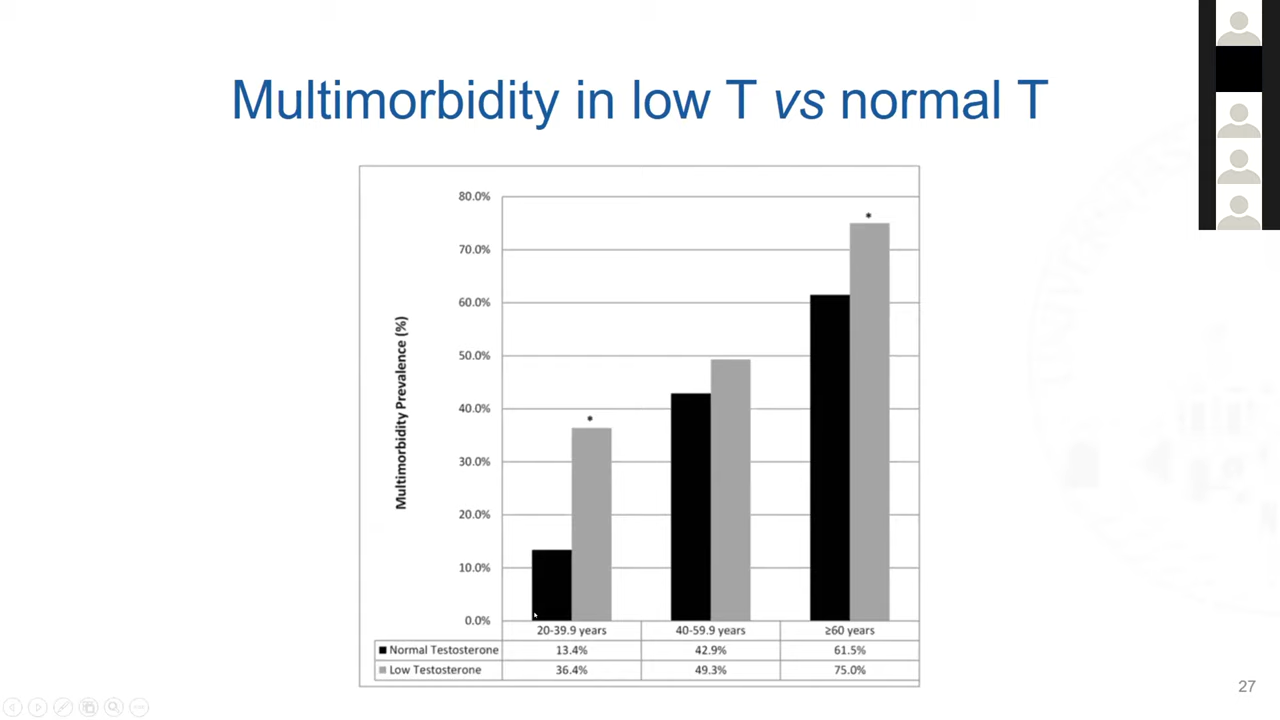 Multimorbidity in low T vs normal T
80.0%
70.0%
60.0%
50.0%
40.0%
30.0%
20.0%
10.0%
0.0%
Multimorbidity Prevalence (%)
*
*
20-39.9 years 40-59.9 years ≥60 years
Normal Testosterone 13.4% 42.9% 61.5%
Low Testosterone 36.4% 49.3% 75.0%
27